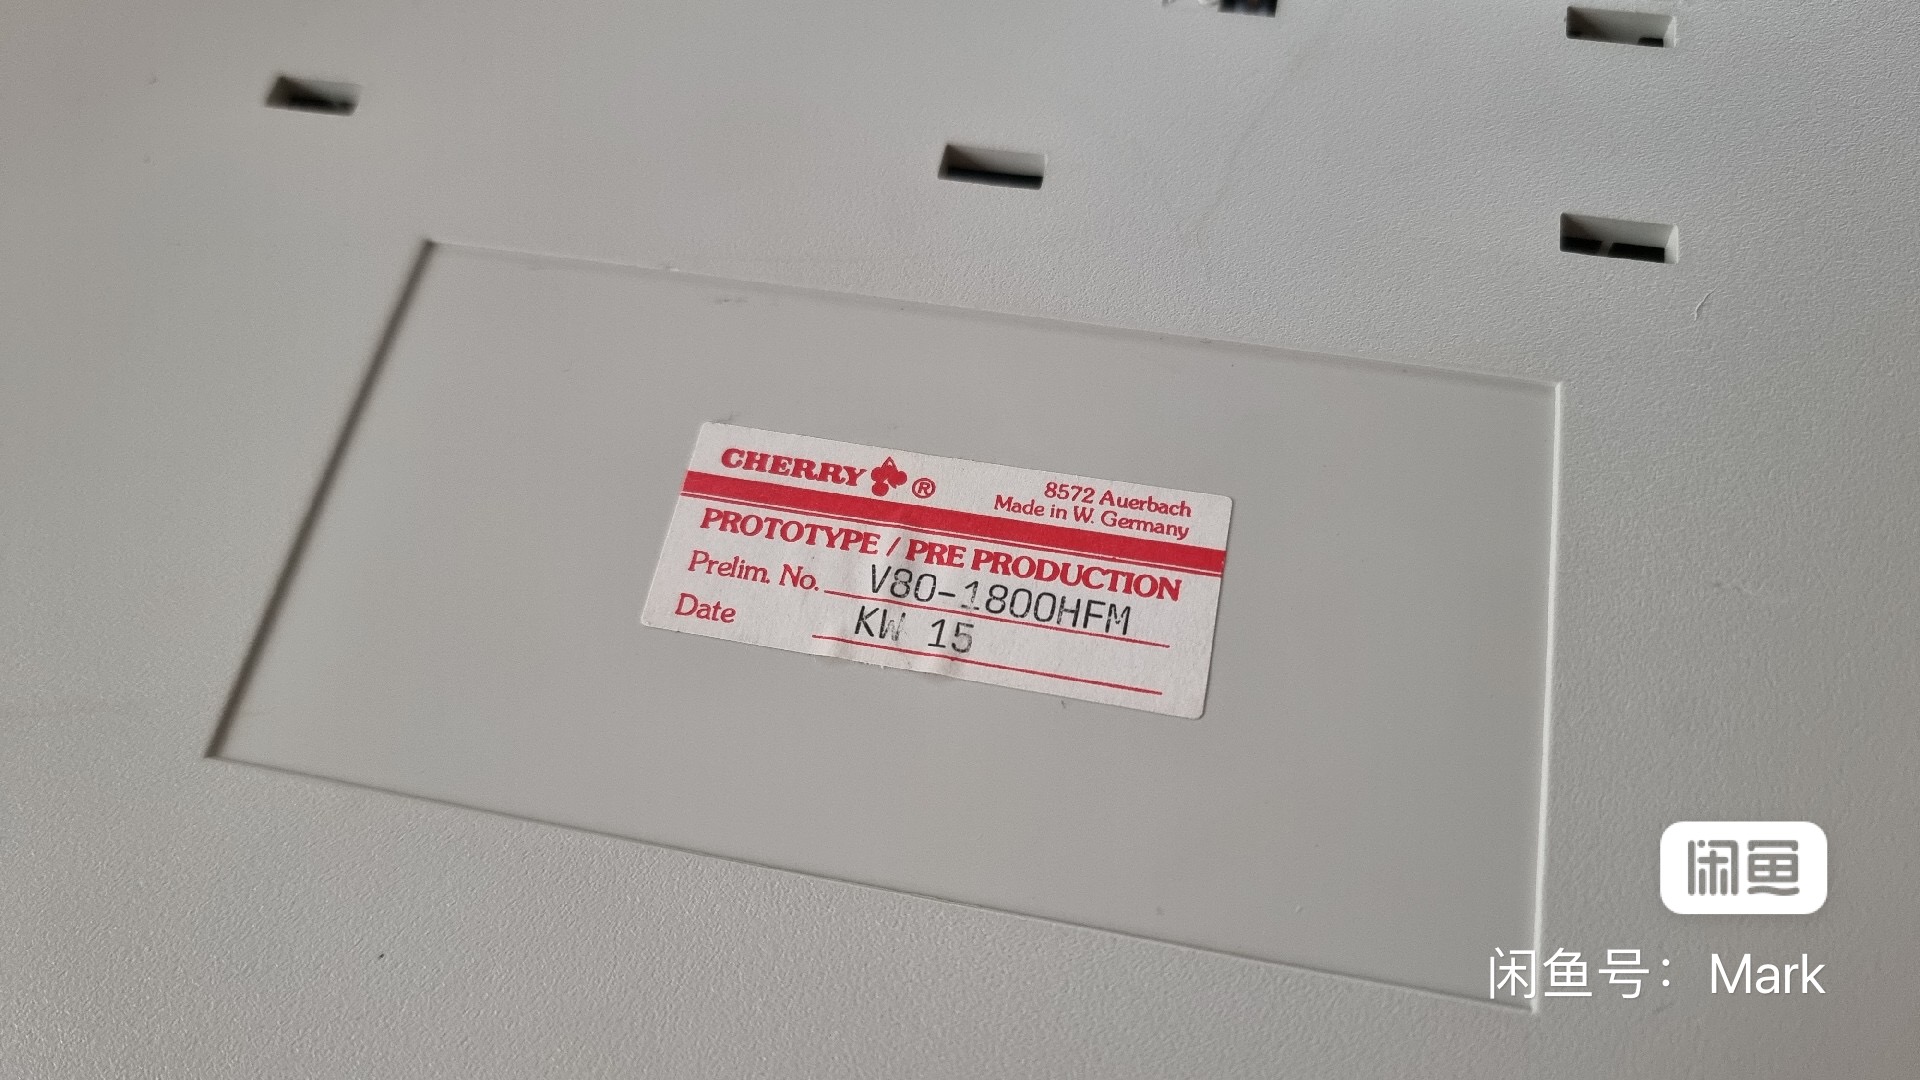 CHERRY ®
8572 Auerbach
Made in W. Germany
PROTOTYPE / PRE PRODUCTION
Prelim. No. V80-1800HFM
Date KW 15
闲鱼
闲鱼号：Mark